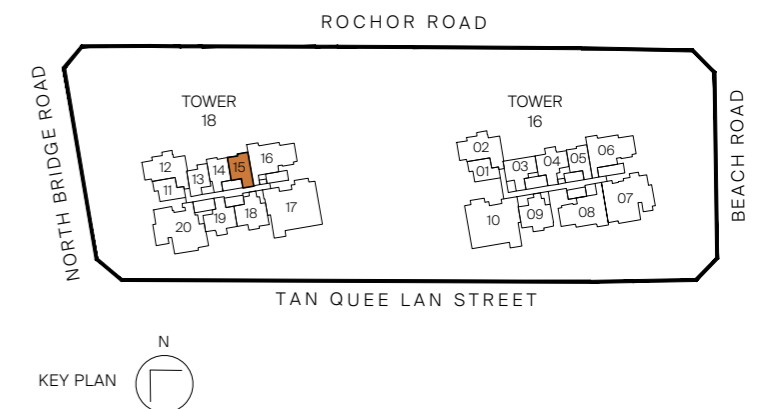 ROCHOR ROAD
NORTH BRIDGE ROAD
BEACH ROAD
TOWER
18
TOWER
16
12
11
13
14
15
16
20
19
18
17
02
01
03
04
05
06
10
09
08
07
TAN QUEE LAN STREET
N
KEY PLAN